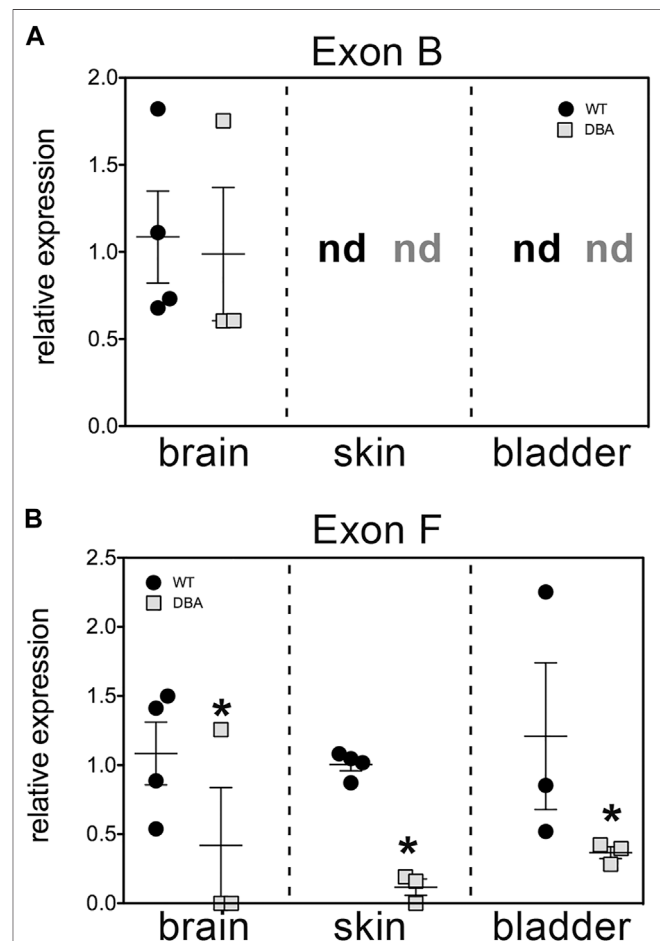 A
Exon B
relative expression
2.0
1.5
1.0
0.5
0.0
WT
DBA
nd nd
nd nd
brain
skin
bladder
B
Exon F
relative expression
2.5
2.0
1.5
1.0
0.5
0.0
WT
DBA
*
*
*
brain
skin
bladder